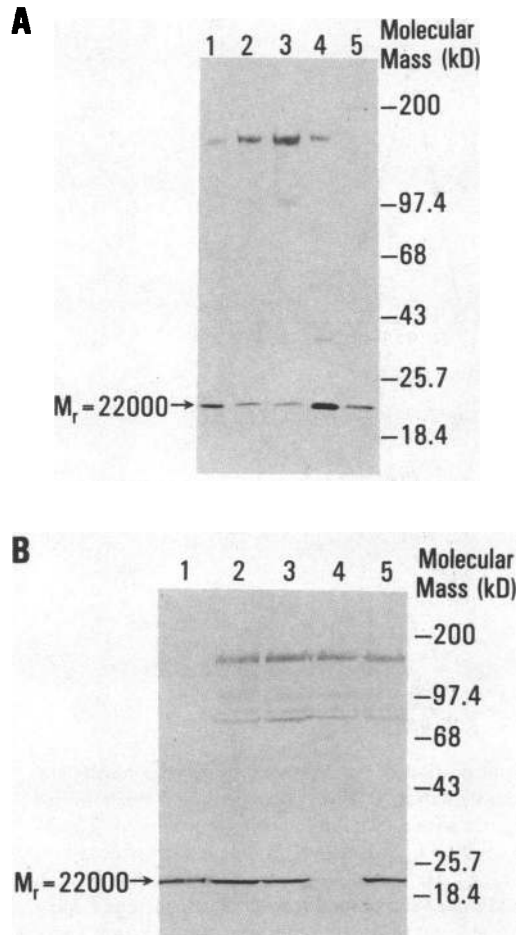 A
Molecular
Mass (kD)
1 2 3 4 5
–200
–97.4
–68
–43
–25.7
Mr=22000→
–18.4
B
Molecular
Mass (kD)
1 2 3 4 5
–200
–97.4
–68
–43
–25.7
Mr=22000→
–18.4